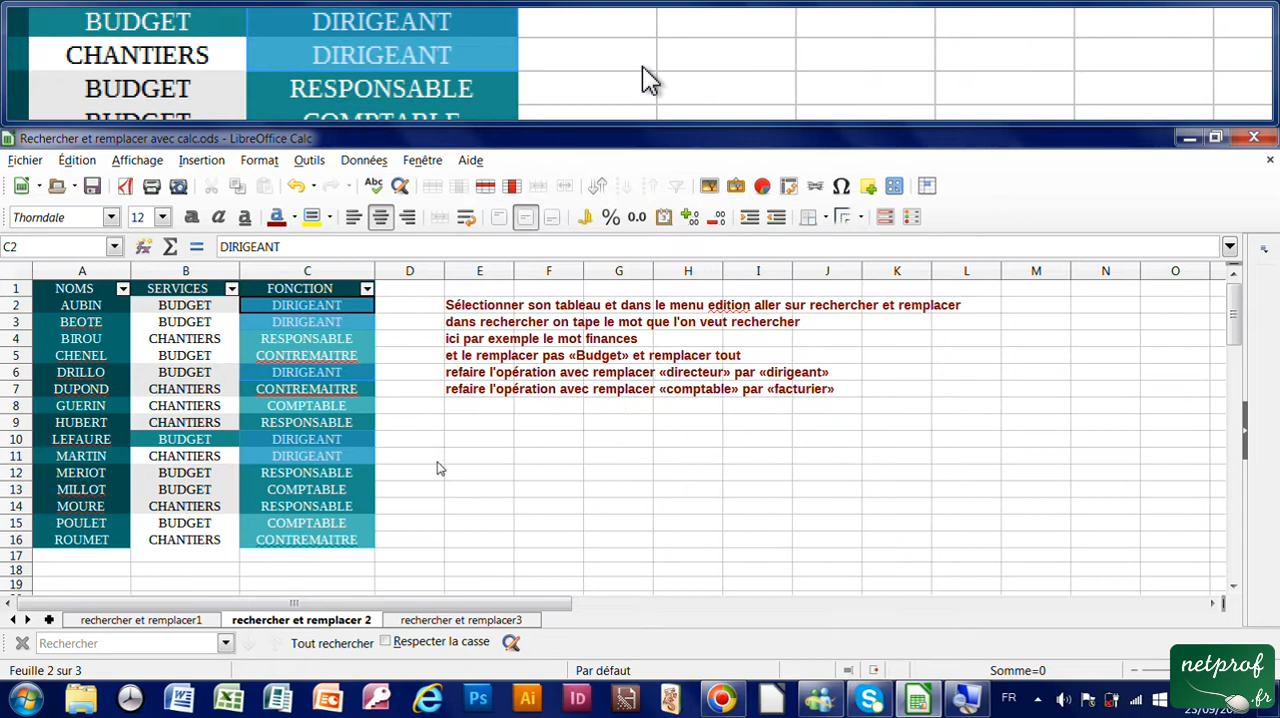 BUDGET DIRIGEANT
CHANTIERS DIRIGEANT
BUDGET RESPONSABLE
BUDGET COMPTABLE
Rechercher et remplacer avec calc.ods - LibreOffice Calc
Fichier Édition Affichage Insertion Format Outils Données Fenêtre Aide
Thorndale 12 a a a % 0.0
C2 DIRIGEANT
A B C D E F G H I J K L M N O
1 NOMS SERVICES FONCTION
2 AUBIN BUDGET DIRIGEANT Sélectionner son tableau et dans le menu edition aller sur rechercher et remplacer
3 BEOTE BUDGET DIRIGEANT dans rechercher on tape le mot que l'on veut rechercher
4 BIROU CHANTIERS RESPONSABLE ici par exemple le mot finances
5 CHENEL BUDGET CONTREMAITRE et le remplacer pas «Budget» et remplacer tout
6 DRILLO BUDGET DIRIGEANT refaire l'opération avec remplacer «directeur» par «dirigeant»
7 DUPOND CHANTIERS CONTREMAITRE refaire l'opération avec remplacer «comptable» par «facturier»
8 GUERIN CHANTIERS COMPTABLE
9 HUBERT CHANTIERS RESPONSABLE
10 LEFAURE BUDGET DIRIGEANT
11 MARTIN CHANTIERS DIRIGEANT
12 MERIOT BUDGET RESPONSABLE
13 MILLOT BUDGET COMPTABLE
14 MOURE CHANTIERS RESPONSABLE
15 POULET BUDGET COMPTABLE
16 ROUMET CHANTIERS CONTREMAITRE
17
18
19
rechercher et remplacer1 rechercher et remplacer 2 rechercher et remplacer3
Rechercher Tout rechercher Respecter la casse
Feuille 2 sur 3 Par défaut Somme=0
netprof
.fr
Ps Ai Id FR